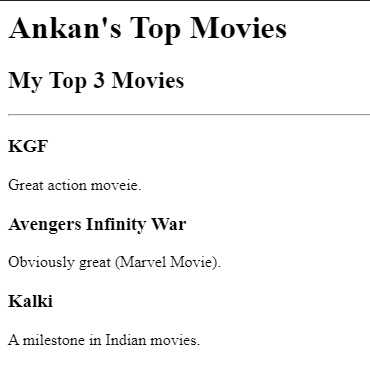 Ankan's Top Movies
My Top 3 Movies
KGF
Great action moveie.
Avengers Infinity War
Obviously great (Marvel Movie).
Kalki
A milestone in Indian movies.